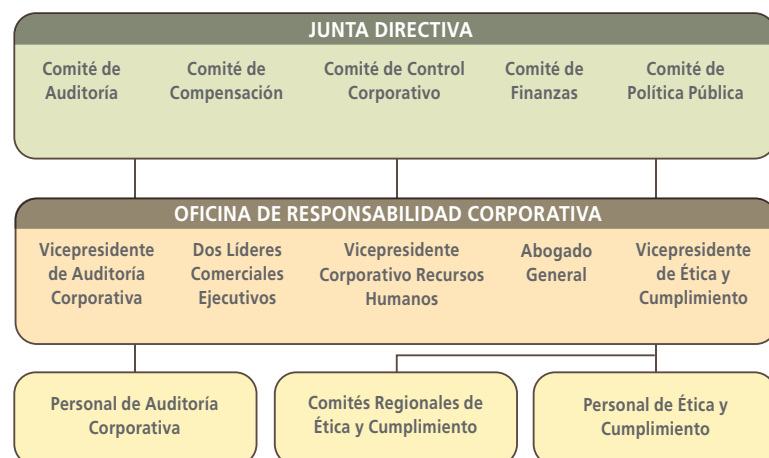 JUNTA DIRECTIVA
Comité de
Auditoría
Comité de
Compensación
Comité de Control
Corporativo
Comité de
Finanzas
Comité de
Política Pública
OFICINA DE RESPONSABILIDAD CORPORATIVA
Vicepresidente
de Auditoría
Corporativa
Dos Líderes
Comerciales
Ejecutivos
Vicepresidente
Corporativo Recursos
Humanos
Abogado
General
Vicepresidente
de Ética y
Cumplimiento
Personal de Auditoría
Corporativa
Comités Regionales de
Ética y Cumplimiento
Personal de Ética y
Cumplimiento